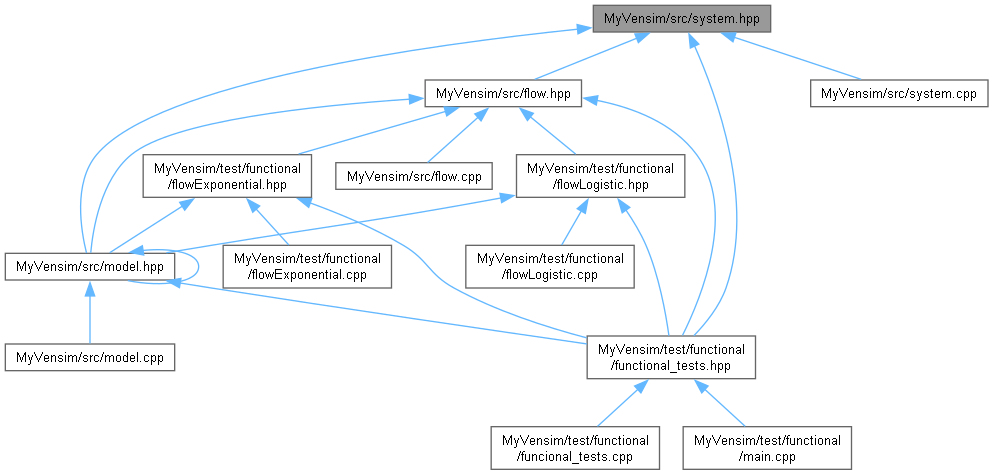 MyVensim/src/system.hpp
MyVensim/src/flow.hpp
MyVensim/src/system.cpp
MyVensim/test/functional
/flowExponential.hpp
MyVensim/src/flow.cpp
MyVensim/test/functional
/flowLogistic.hpp
MyVensim/src/model.hpp
MyVensim/test/functional
/flowExponential.cpp
MyVensim/test/functional
/flowLogistic.cpp
MyVensim/src/model.cpp
MyVensim/test/functional
/functional_tests.hpp
MyVensim/test/functional
/funcional_tests.cpp
MyVensim/test/functional
/main.cpp